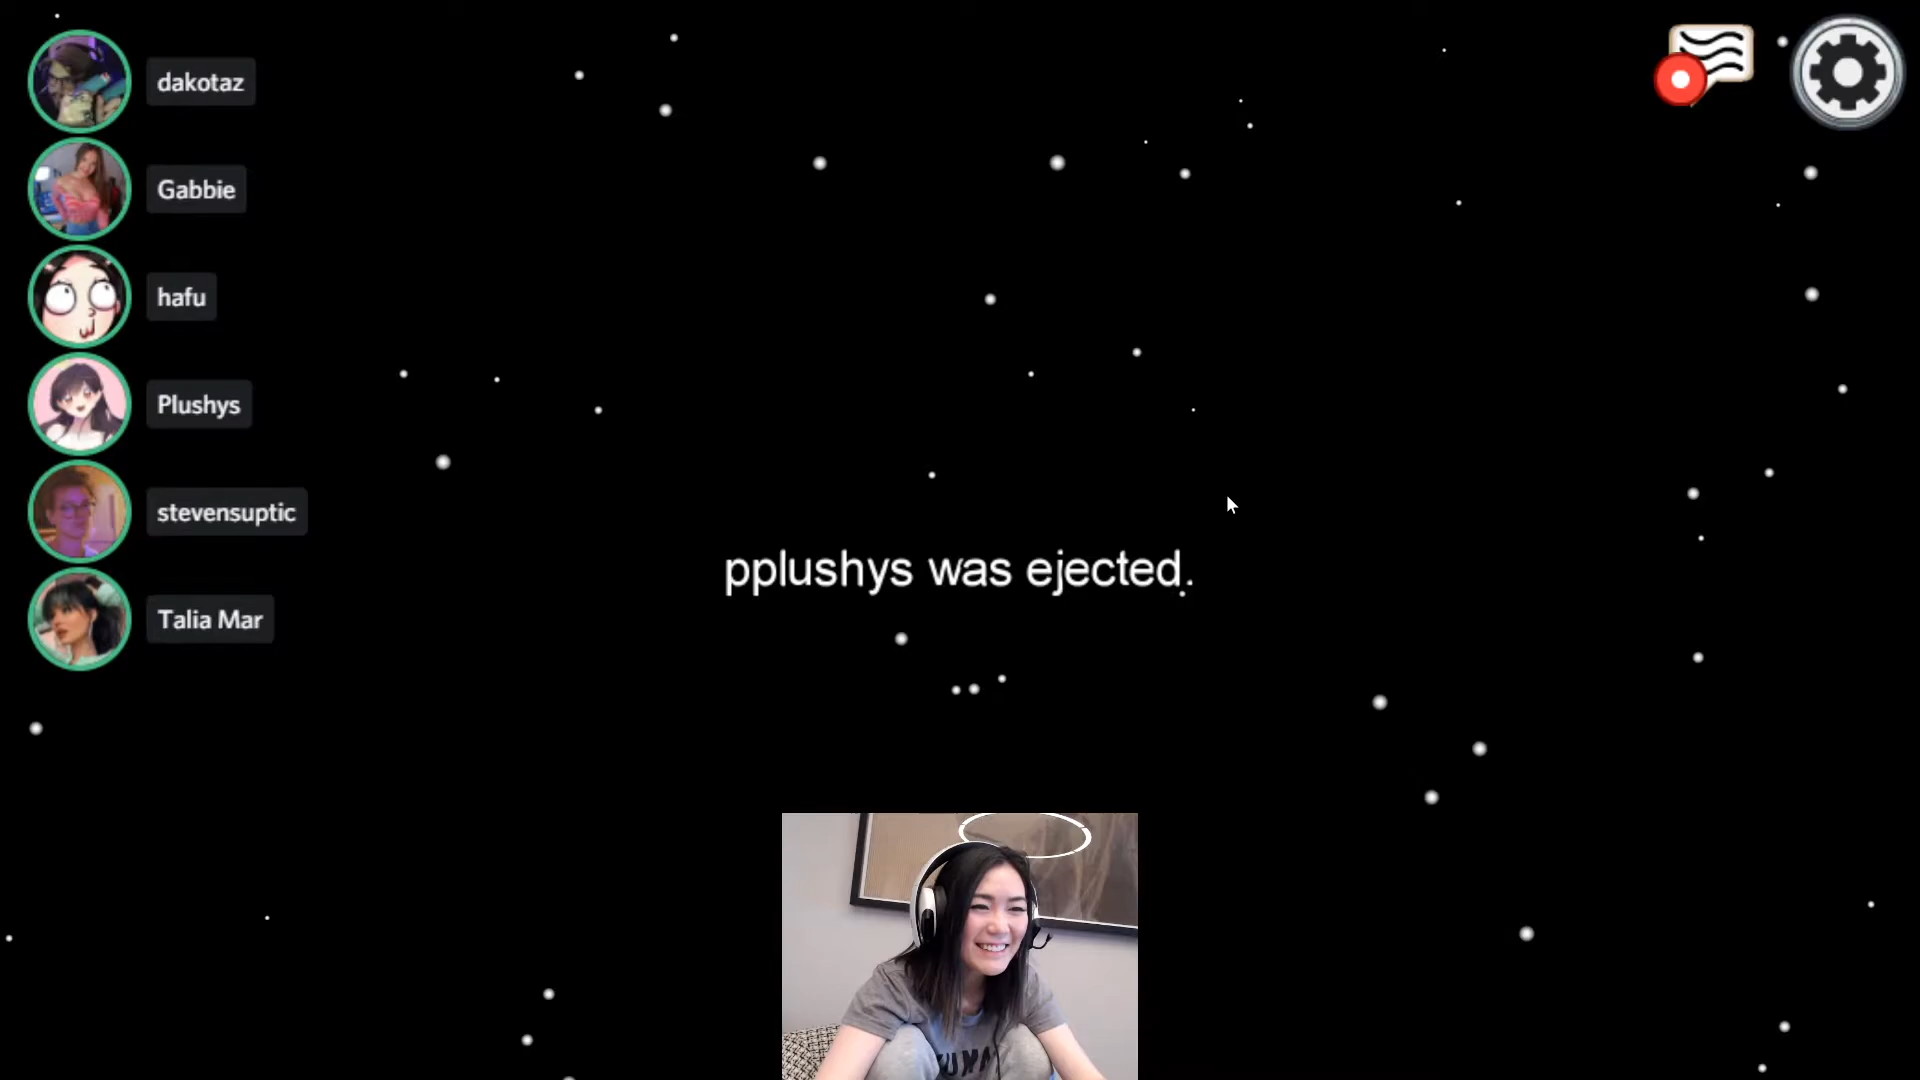 dakotaz
Gabbie
hafu
Plushys
stevensuptic
Talia Mar
pplushys was ejected.